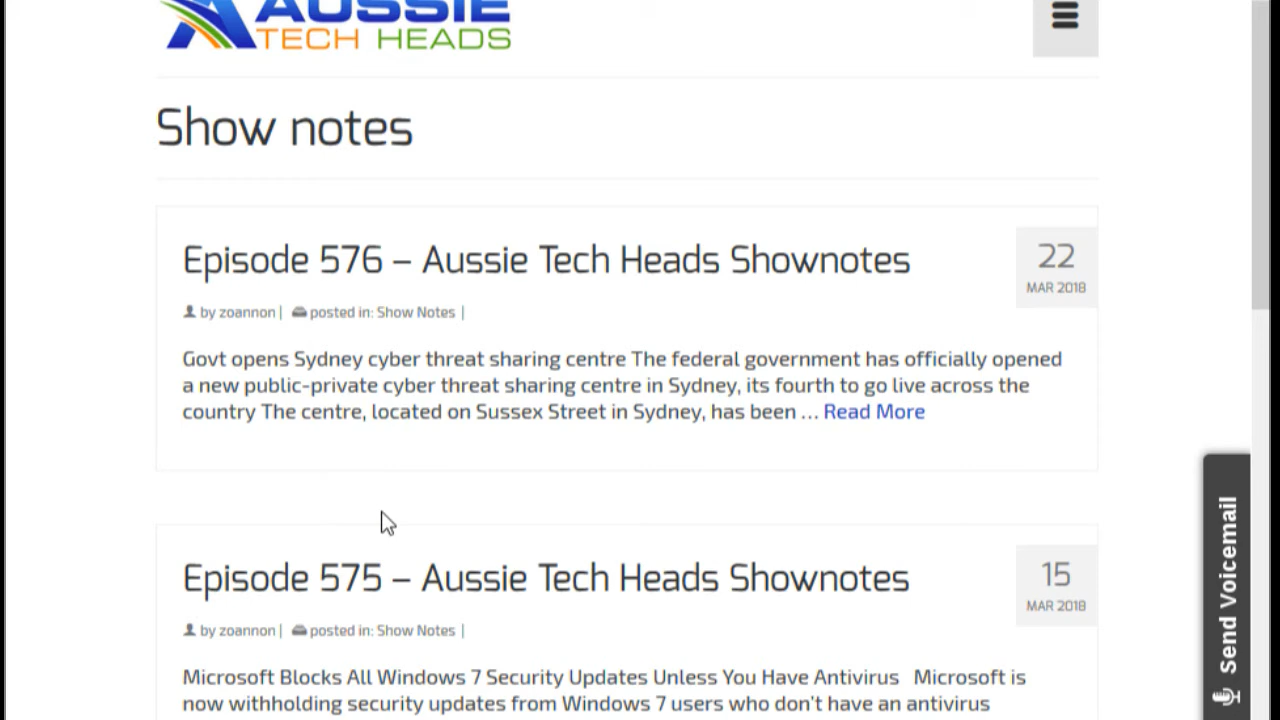 AUSSIE
TECH HEADS
Show notes
Episode 576 – Aussie Tech Heads Shownotes
22
MAR 2018
by zoannon | posted in: Show Notes |
Govt opens Sydney cyber threat sharing centre The federal government has officially opened
a new public-private cyber threat sharing centre in Sydney, its fourth to go live across the
country The centre, located on Sussex Street in Sydney, has been … Read More
Send Voicemail
Episode 575 – Aussie Tech Heads Shownotes
15
MAR 2018
by zoannon | posted in: Show Notes |
Microsoft Blocks All Windows 7 Security Updates Unless You Have Antivirus Microsoft is
now withholding security updates from Windows 7 users who don't have an antivirus